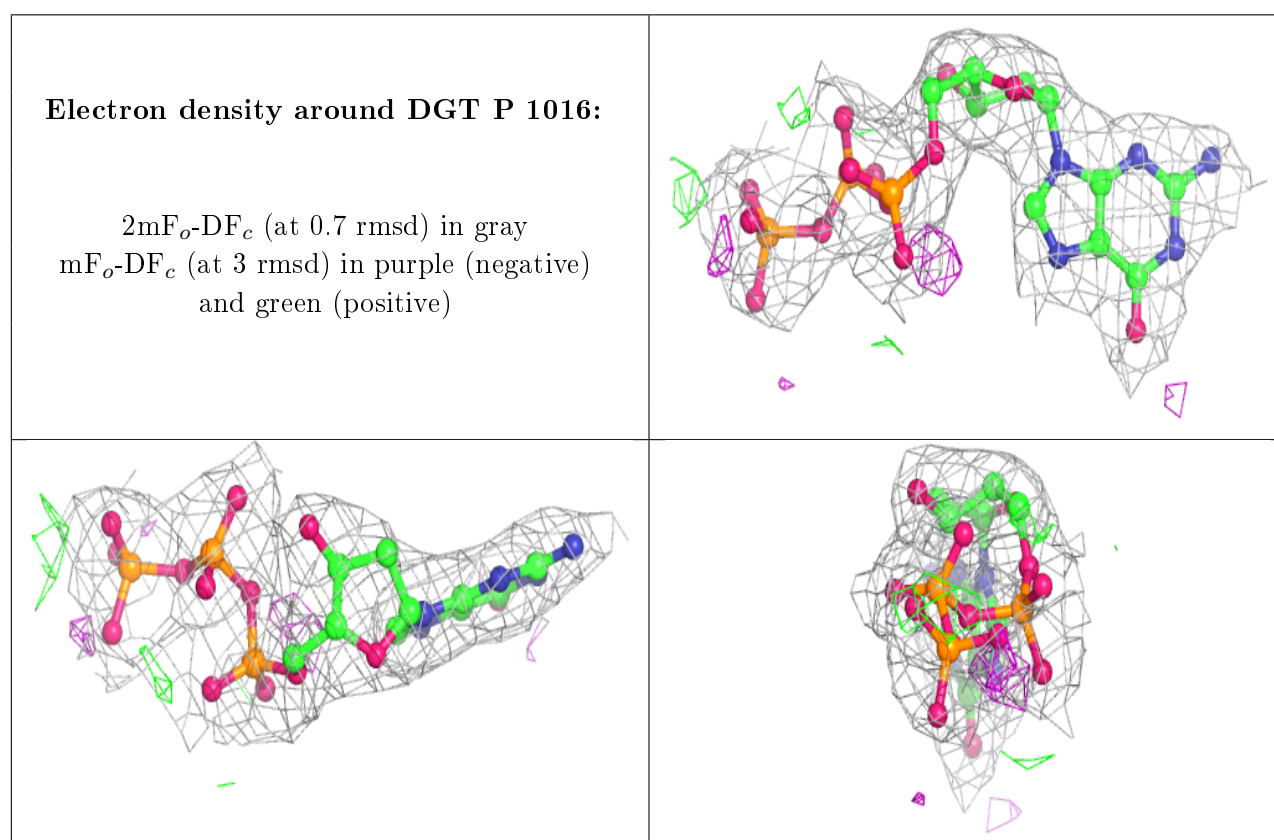 Electron density around DGT P 1016:
2mFo-DFc (at 0.7 rmsd) in gray
mFo-DFc (at 3 rmsd) in purple (negative)
and green (positive)